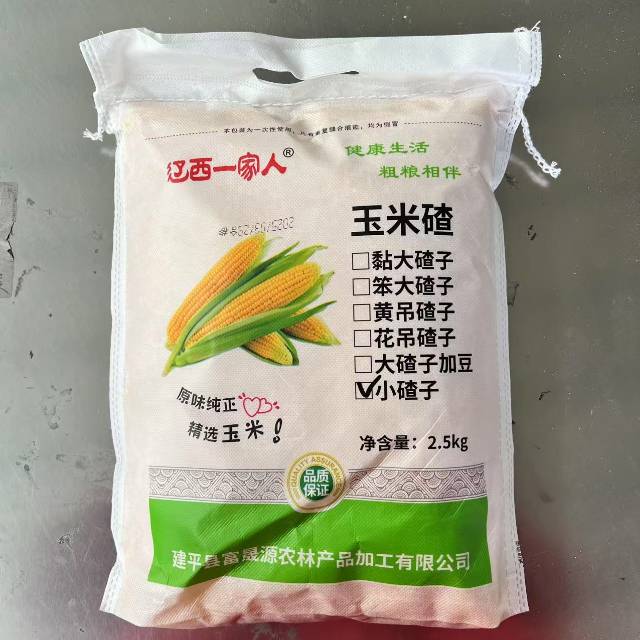 辽西一家人®
健康生活
粗粮相伴
玉米碴
□黏大碴子
□笨大碴子
□黄吊碴子
□花吊碴子
□大碴子加豆
☑小碴子
原味纯正
精选玉米!
净含量：2.5kg
QUALITY ASSURANCE
品质
保证
建平县富晟源农林产品加工有限公司